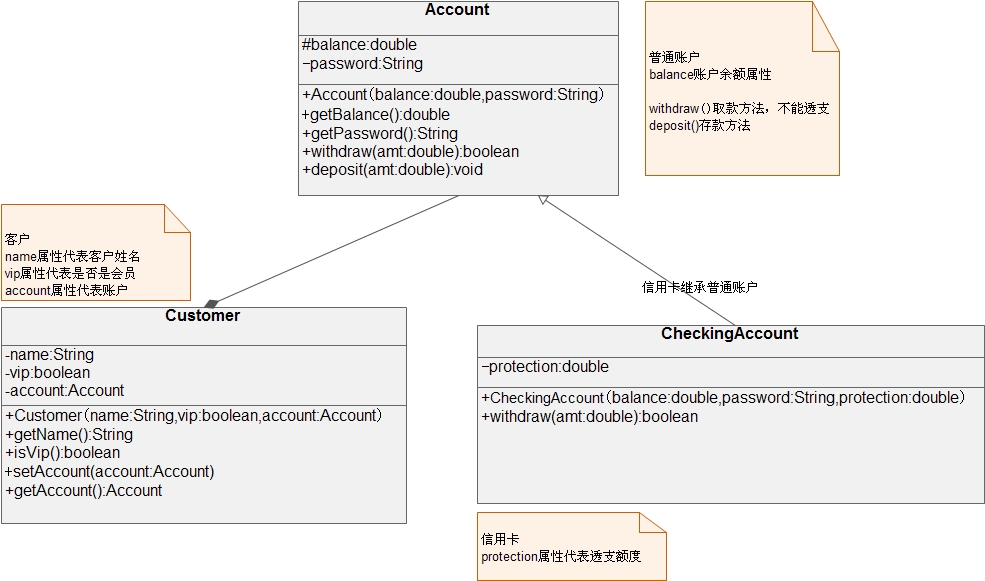 Account
#balance:double
-password:String
+Account(balance:double,password:String)
+getBalance():double
+getPassword():String
+withdraw(amt:double):boolean
+deposit(amt:double):void
普通账户
balance账户余额属性
withdraw()取款方法，不能透支
deposit()存款方法
客户
name属性代表客户姓名
vip属性代表是否是会员
account属性代表账户
信用卡继承普通账户
Customer
-name:String
-vip:boolean
-account:Account
+Customer(name:String,vip:boolean,account:Account)
+getName():String
+isVip():boolean
+setAccount(account:Account)
+getAccount():Account
CheckingAccount
-protection:double
+CheckingAccount(balance:double,password:String,protection:double)
+withdraw(amt:double):boolean
信用卡
protection属性代表透支额度